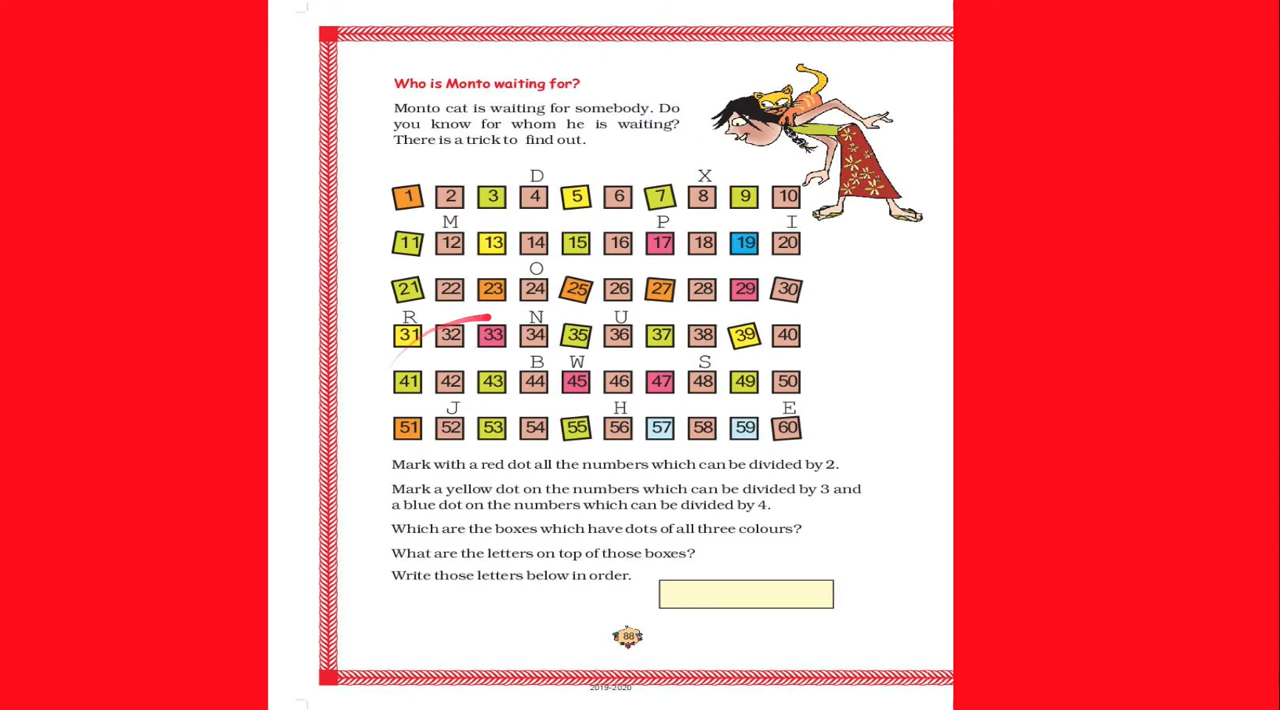 Who is Monto waiting for?
Monto cat is waiting for somebody. Do
you know for whom he is waiting?
There is a trick to find out.
D X
1 2 3 4 5 6 7 8 9 10
M P I
11 12 13 14 15 16 17 18 19 20
O
21 22 23 24 25 26 27 28 29 30
R N U
31 32 33 34 35 36 37 38 39 40
B W S
41 42 43 44 45 46 47 48 49 50
J H E
51 52 53 54 55 56 57 58 59 60
Mark with a red dot all the numbers which can be divided by 2.
Mark a yellow dot on the numbers which can be divided by 3 and
a blue dot on the numbers which can be divided by 4.
Which are the boxes which have dots of all three colours?
What are the letters on top of those boxes?
Write those letters below in order.
88
2019-2020